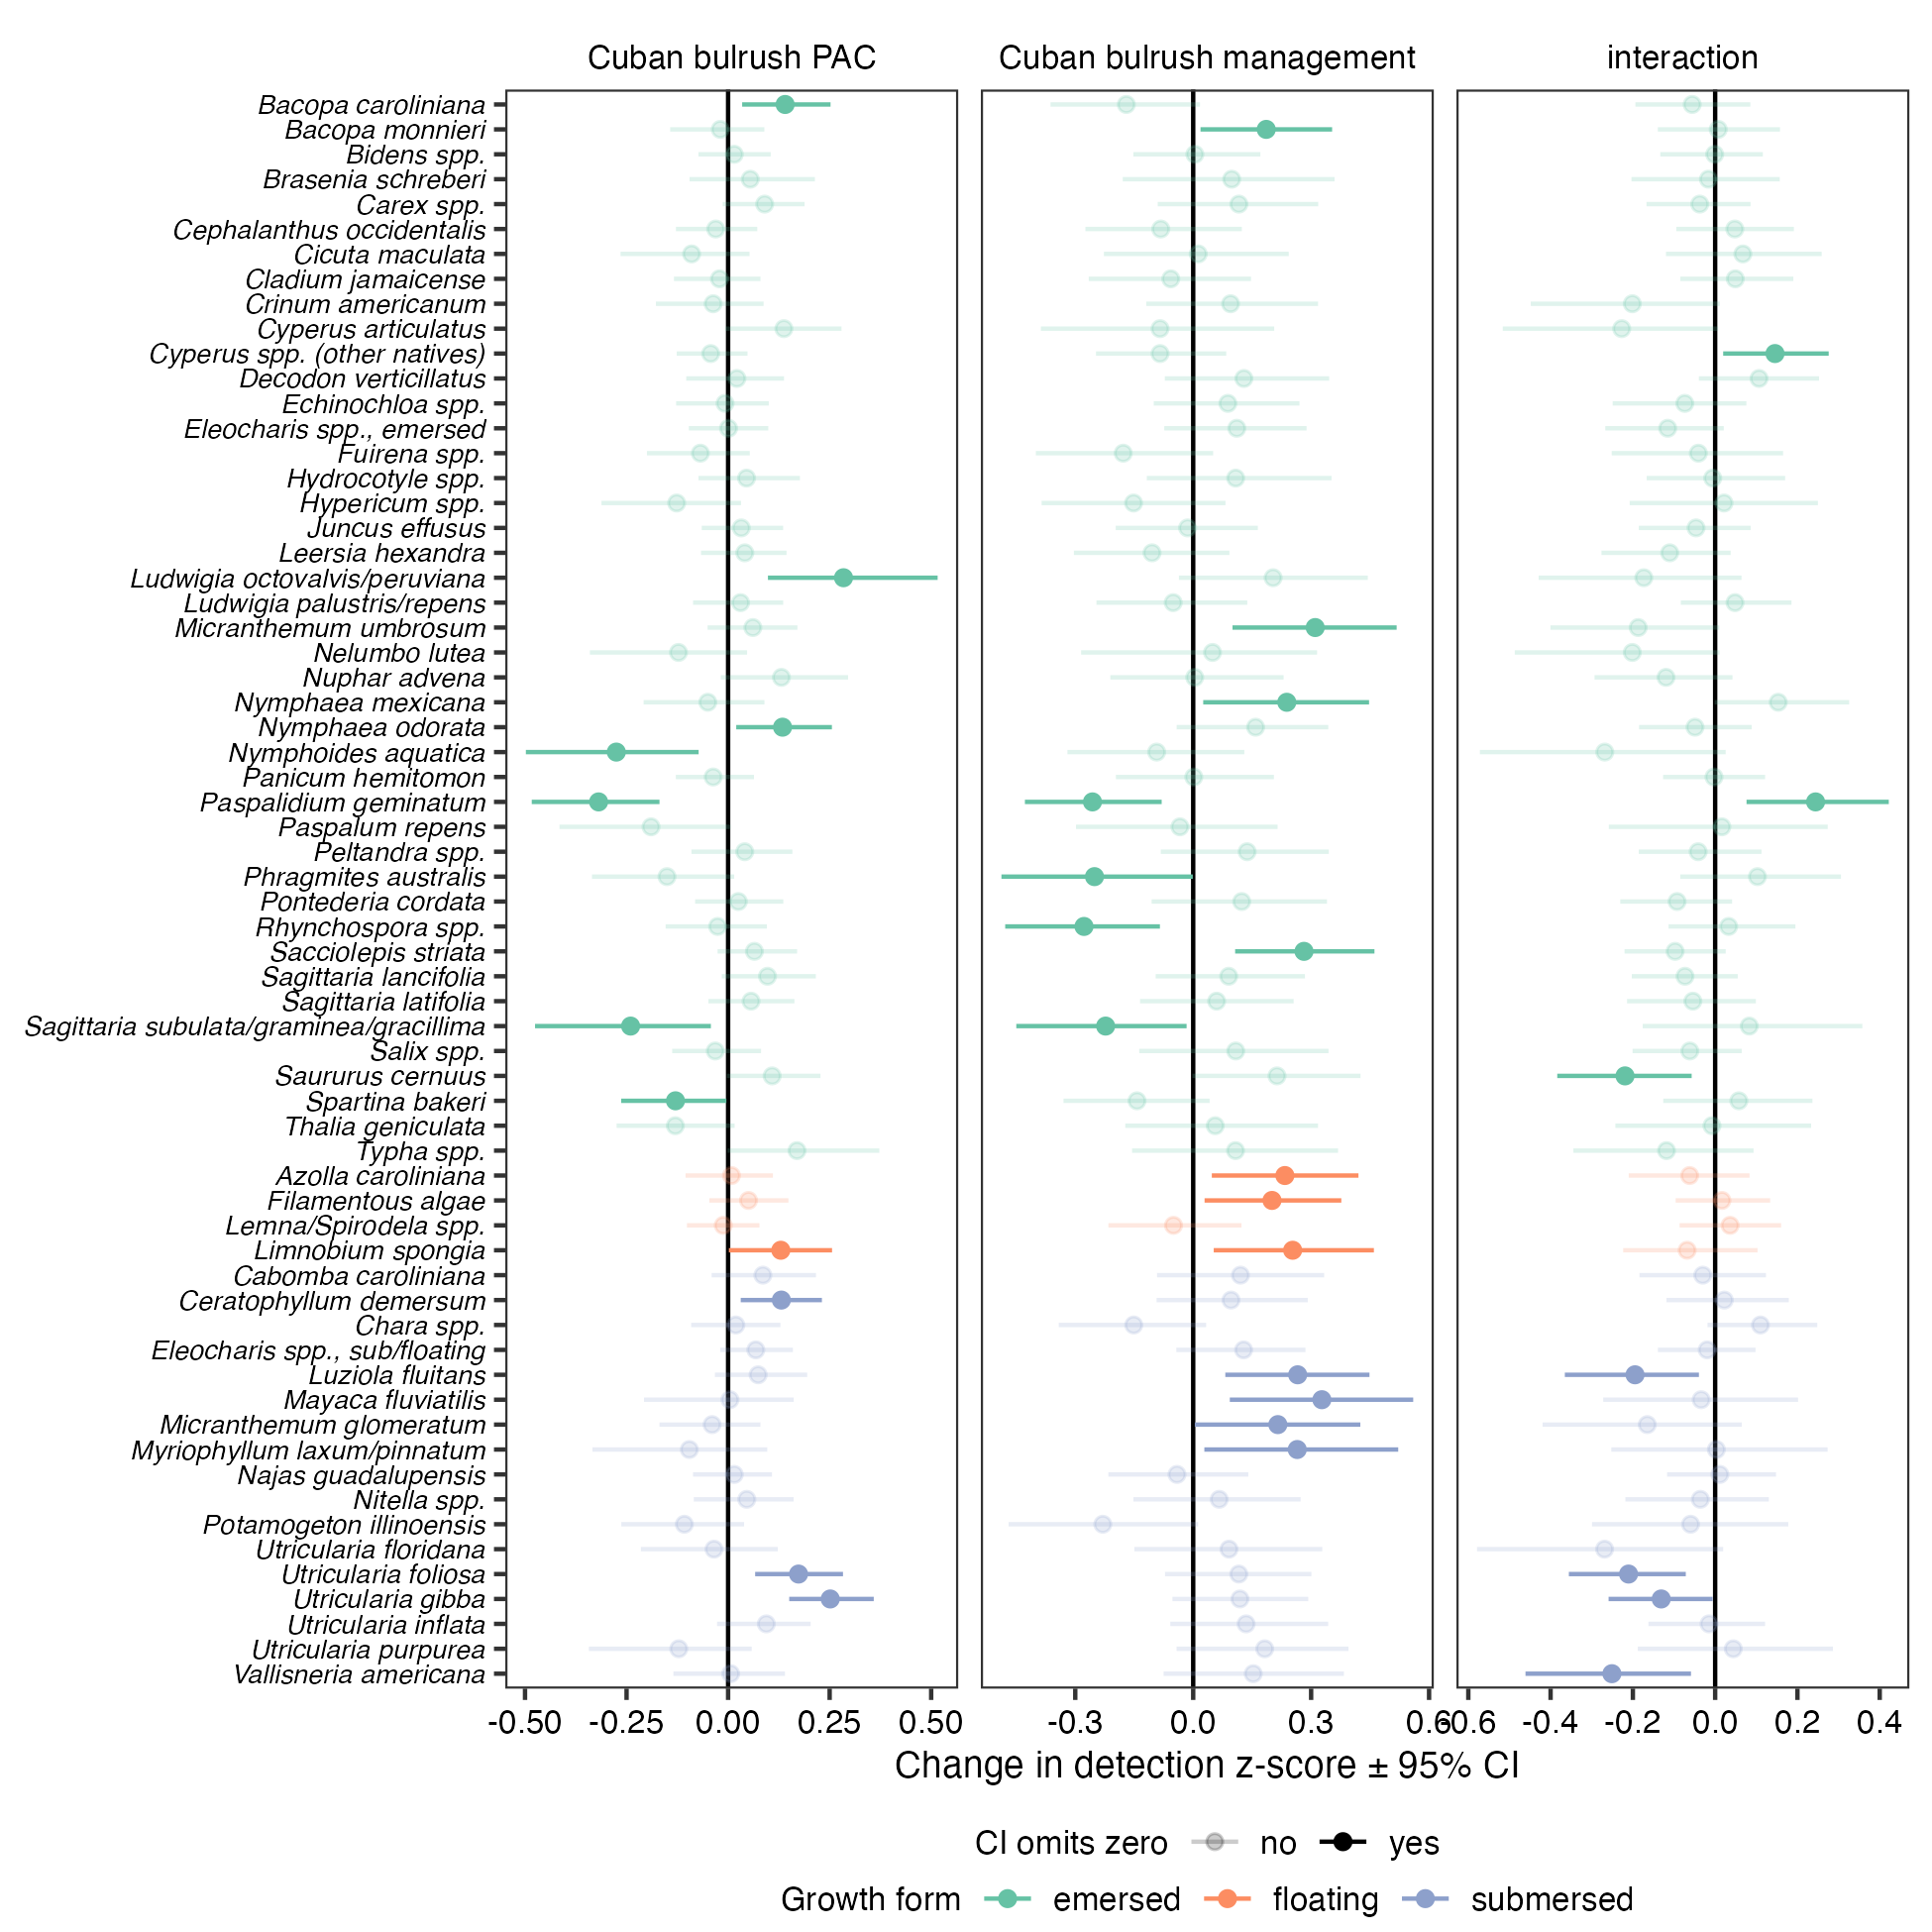 Cuban bulrush PAC
Cuban bulrush management
interaction
Bacopa caroliniana
Bacopa monnieri
Bidens spp.
Brasenia schreberi
Carex spp.
Cephalanthus occidentalis
Cicuta maculata
Cladium jamaicense
Crinum americanum
Cyperus articulatus
Cyperus spp. (other natives)
Decodon verticillatus
Echinochloa spp.
Eleocharis spp., emersed
Fuirena spp.
Hydrocotyle spp.
Hypericum spp.
Juncus effusus
Leersia hexandra
Ludwigia octovalvis/peruviana
Ludwigia palustris/repens
Micranthemum umbrosum
Nelumbo lutea
Nuphar advena
Nymphaea mexicana
Nymphaea odorata
Nymphoides aquatica
Panicum hemitomon
Paspalidium geminatum
Paspalum repens
Peltandra spp.
Phragmites australis
Pontederia cordata
Rhynchospora spp.
Sacciolepis striata
Sagittaria lancifolia
Sagittaria latifolia
Sagittaria subulata/graminea/gracillima
Salix spp.
Saururus cernuus
Spartina bakeri
Thalia geniculata
Typha spp.
Azolla caroliniana
Filamentous algae
Lemna/Spirodela spp.
Limnobium spongia
Cabomba caroliniana
Ceratophyllum demersum
Chara spp.
Eleocharis spp., sub/floating
Luziola fluitans
Mayaca fluviatilis
Micranthemum glomeratum
Myriophyllum laxum/pinnatum
Najas guadalupensis
Nitella spp.
Potamogeton illinoensis
Utricularia floridana
Utricularia foliosa
Utricularia gibba
Utricularia inflata
Utricularia purpurea
Vallisneria americana
-0.50 -0.25 0.00 0.25 0.50
-0.3 0.0 0.3 0.6
-0.6 -0.4 -0.2 0.0 0.2 0.4
Change in detection z-score ± 95% CI
CI omits zero no yes
Growth form emersed floating submersed